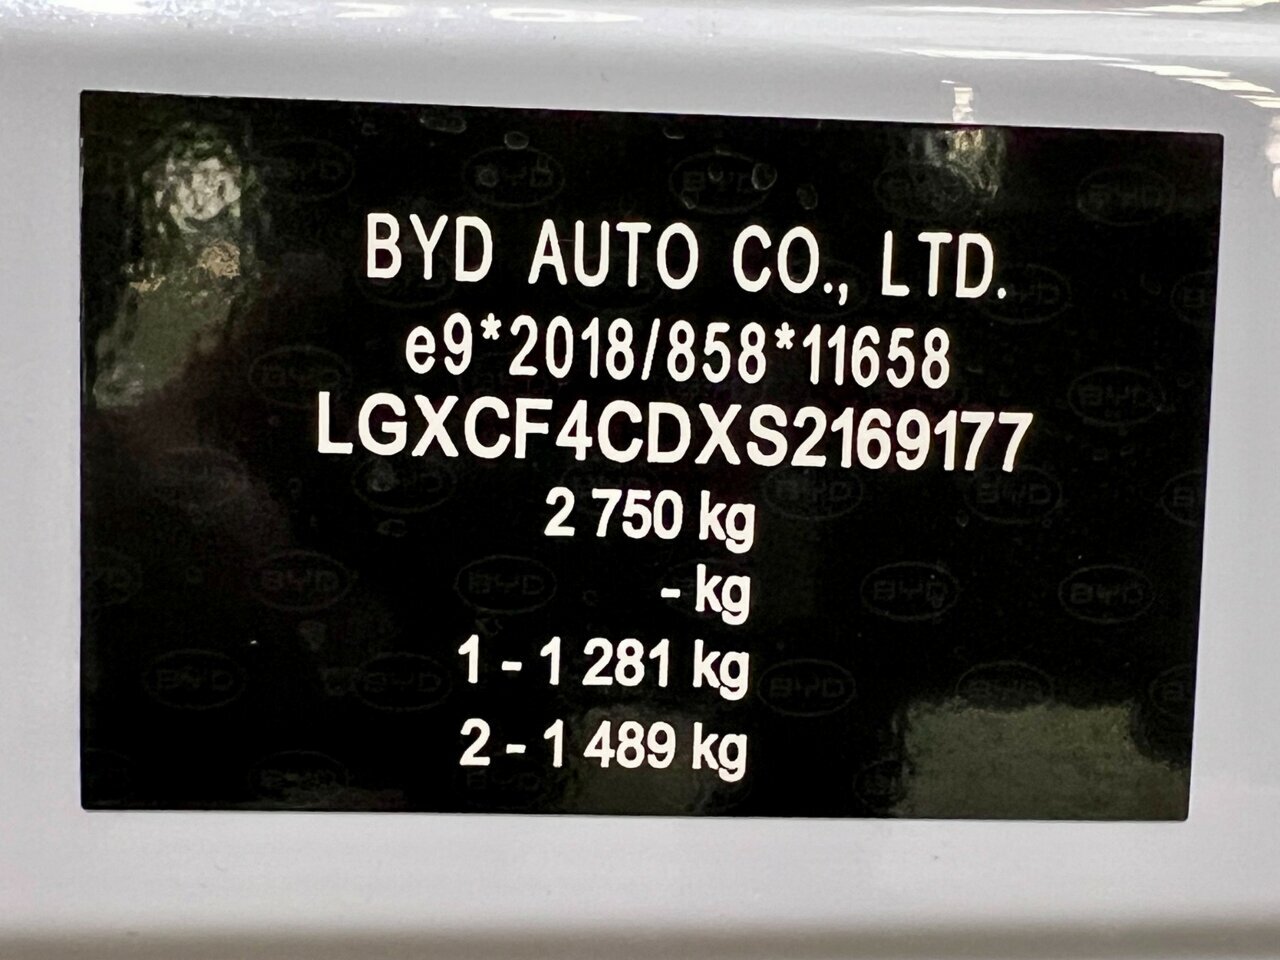 BYD AUTO CO., LTD.
e9*2018/858*11658
LGXCF4CDXS2169177
2 750 kg
- kg
1 - 1 281 kg
2 - 1 489 kg